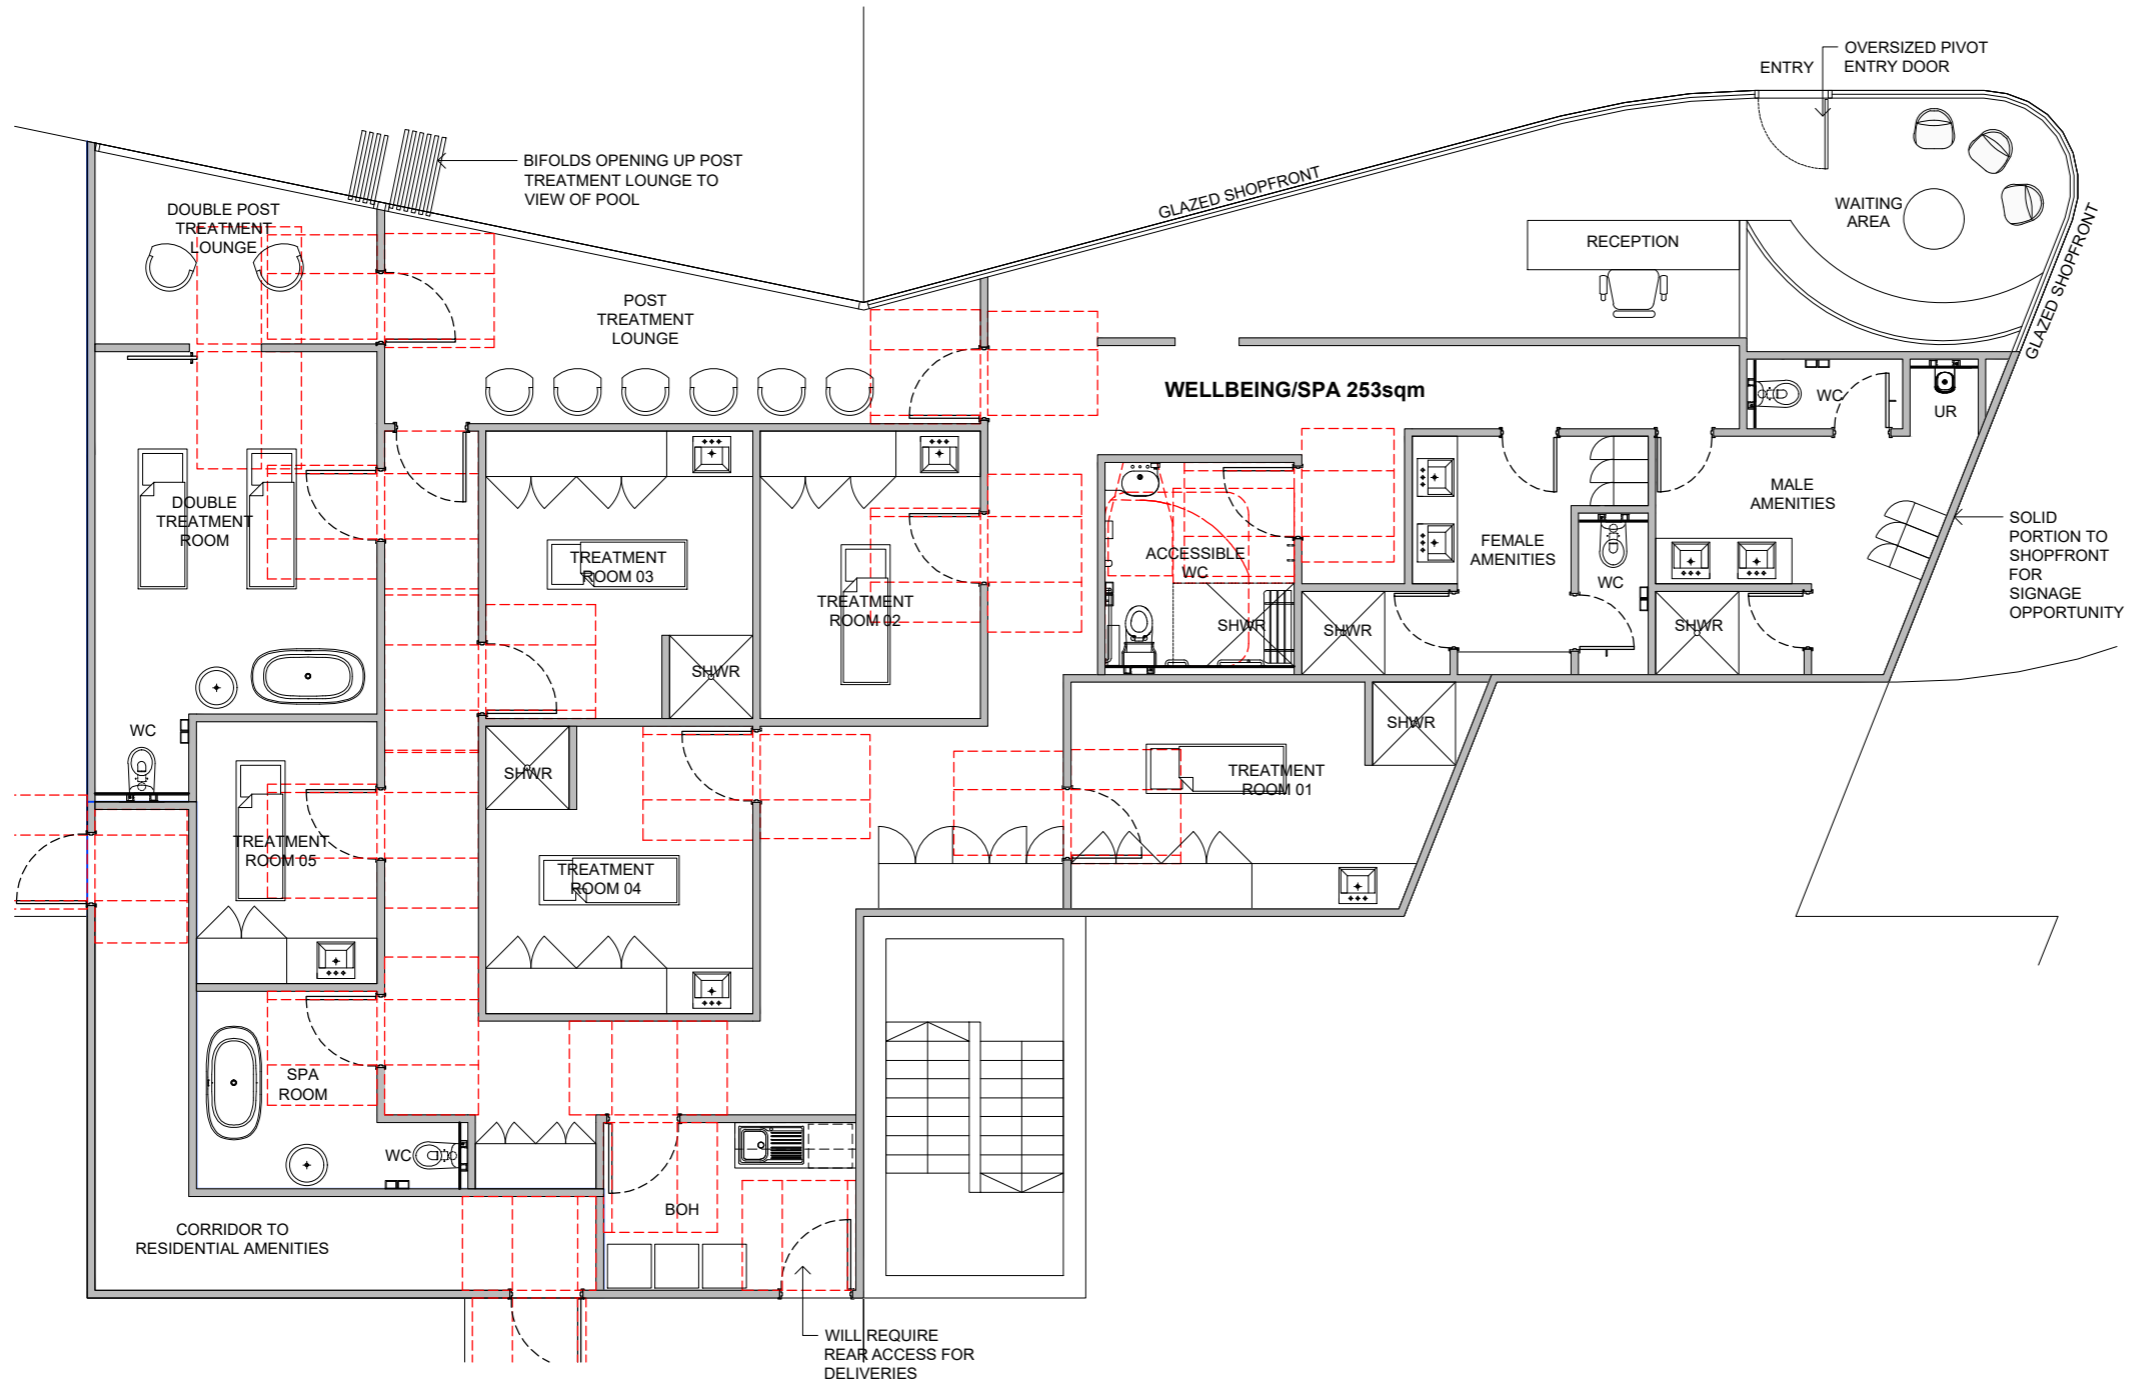 OVERSIZED PIVOT
ENTRY DOOR
ENTRY
BIFOLDS OPENING UP POST
TREATMENT LOUNGE TO
VIEW OF POOL
GLAZED SHOPFRONT
DOUBLE POST
TREATMENT
LOUNGE
WAITING
AREA
RECEPTION
GLAZED SHOPFRONT
POST
TREATMENT
LOUNGE
WELLBEING/SPA 253sqm
WC
UR
DOUBLE
TREATMENT
ROOM
TREATMENT
ROOM 03
TREATMENT
ROOM 02
ACCESSIBLE
WC
FEMALE
AMENITIES
WC
MALE
AMENITIES
SOLID
PORTION TO
SHOPFRONT
FOR
SIGNAGE
OPPORTUNITY
SHWR
SHWR
SHWR
SHWR
WC
SHWR
SHWR
TREATMENT
ROOM 01
TREATMENT
ROOM 05
TREATMENT
ROOM 04
SPA
ROOM
WC
BOH
CORRIDOR TO
RESIDENTIAL AMENITIES
WILL REQUIRE
REAR ACCESS FOR
DELIVERIES